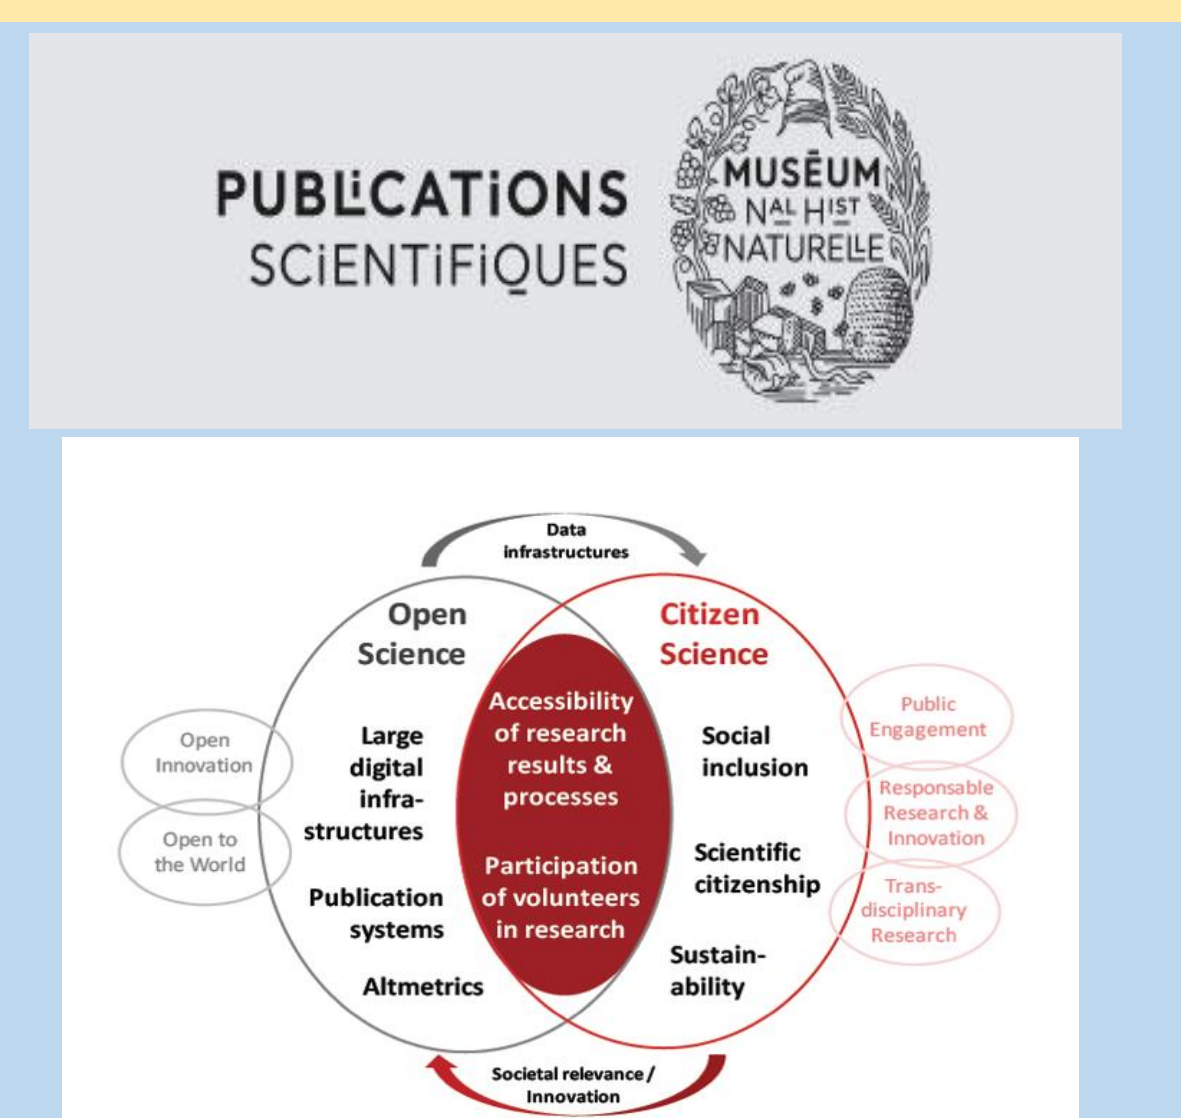 PUBLiCATiONS
SCiENTiFiQUES
MUSĒUM
NAL HIST
NATURELLE
Data
infrastructures
Open
Science
Citizen
Science
Accessibility
of research
results &
processes
Participation
of volunteers
in research
Large
digital
infra-
structures
Publication
systems
Altmetrics
Social
inclusion
Scientific
citizenship
Sustain-
ability
Open
Innovation
Open to
the World
Public
Engagement
Responsable
Research &
Innovation
Trans-
disciplinary
Research
Societal relevance /
Innovation